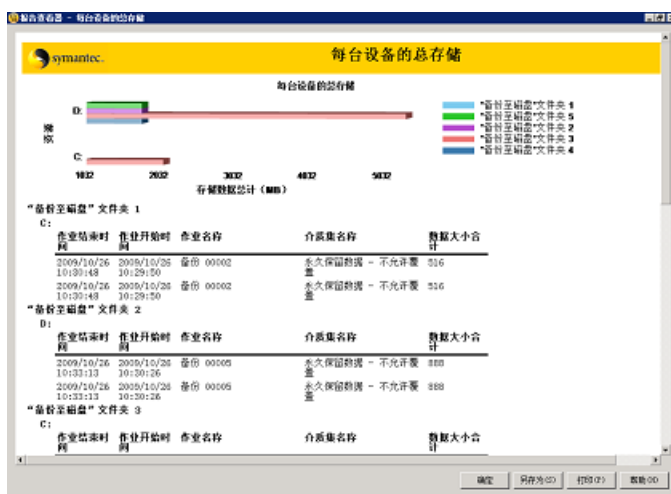 报告查看器 - 每台设备的总存储
symantec.
每台设备的总存储
每台设备的总存储
资源
D:
C:
1032 2032 3032 4032 5032
存储数据总计 (MB)
"备份至磁盘"文件夹 1
"备份至磁盘"文件夹 5
"备份至磁盘"文件夹 2
"备份至磁盘"文件夹 3
"备份至磁盘"文件夹 4
"备份至磁盘"文件夹 1
C:
作业结束时间 作业开始时间 作业名称 介质集名称 数据大小合计
2009/10/26 10:30:48 2009/10/26 10:29:50 备份 00002 永久保留数据 - 不允许覆盖 516
2009/10/26 10:30:48 2009/10/26 10:29:50 备份 00002 永久保留数据 - 不允许覆盖 516
"备份至磁盘"文件夹 2
D:
作业结束时间 作业开始时间 作业名称 介质集名称 数据大小合计
2009/10/26 10:33:13 2009/10/26 10:30:26 备份 00005 永久保留数据 - 不允许覆盖 888
2009/10/26 10:33:13 2009/10/26 10:30:26 备份 00005 永久保留数据 - 不允许覆盖 888
"备份至磁盘"文件夹 3
C:
作业结束时间 作业开始时间 作业名称 介质集名称 数据大小合计
确定 另存为(S) 打印(P) 帮助(H)